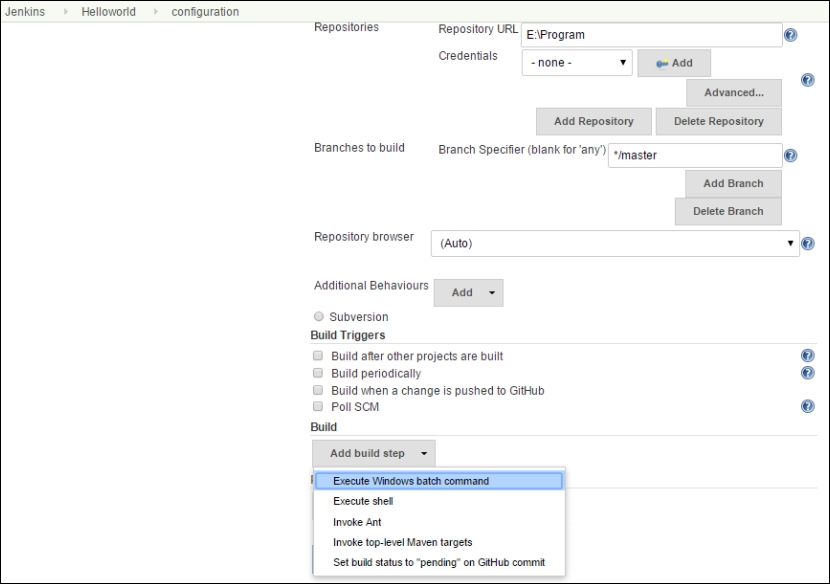 Jenkins Helloworld configuration
Repositories Repository URL E:\Program
Credentials - none - Add
Advanced...
Add Repository Delete Repository
Branches to build Branch Specifier (blank for 'any') */master
Add Branch
Delete Branch
Repository browser (Auto)
Additional Behaviours Add
Subversion
Build Triggers
Build after other projects are built
Build periodically
Build when a change is pushed to GitHub
Poll SCM
Build
Add build step
Execute Windows batch command
Execute shell
Invoke Ant
Invoke top-level Maven targets
Set build status to "pending" on GitHub commit